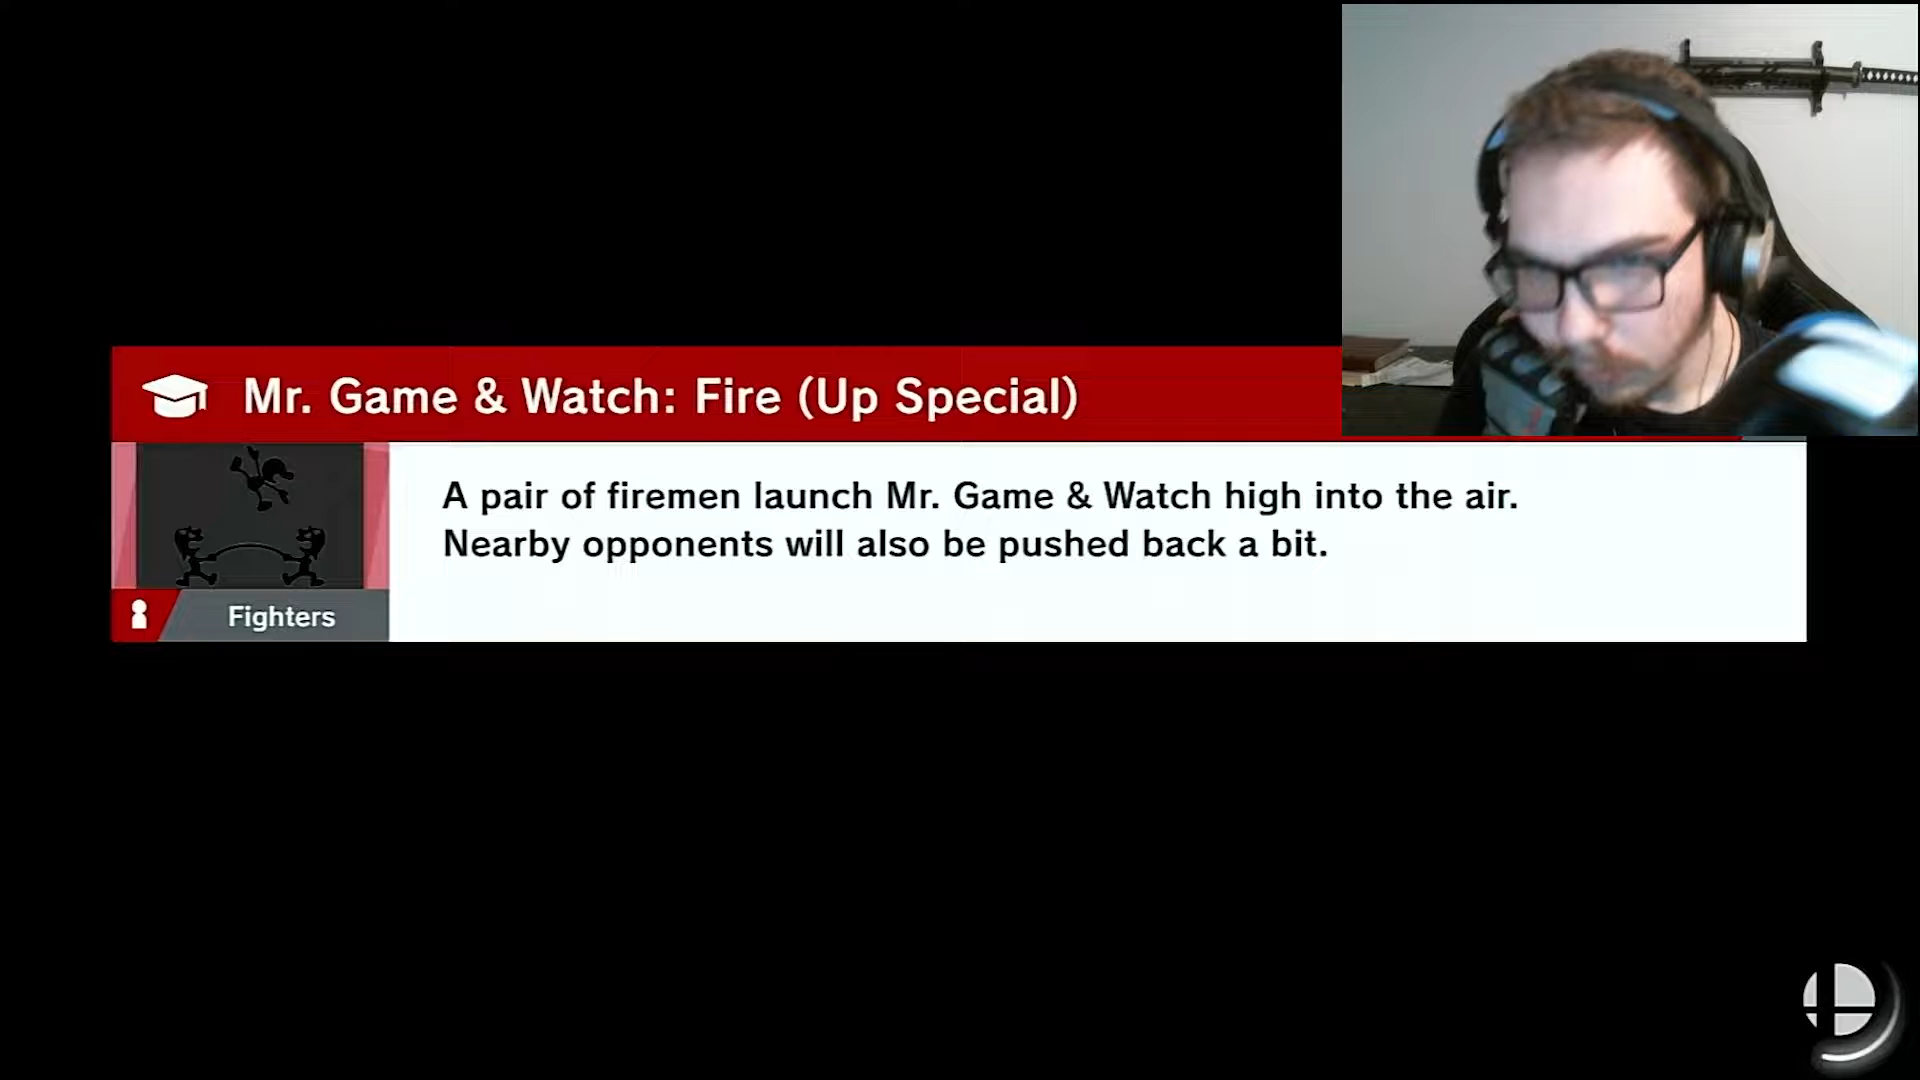 Mr. Game & Watch: Fire (Up Special)
A pair of firemen launch Mr. Game & Watch high into the air.
Nearby opponents will also be pushed back a bit.
Fighters